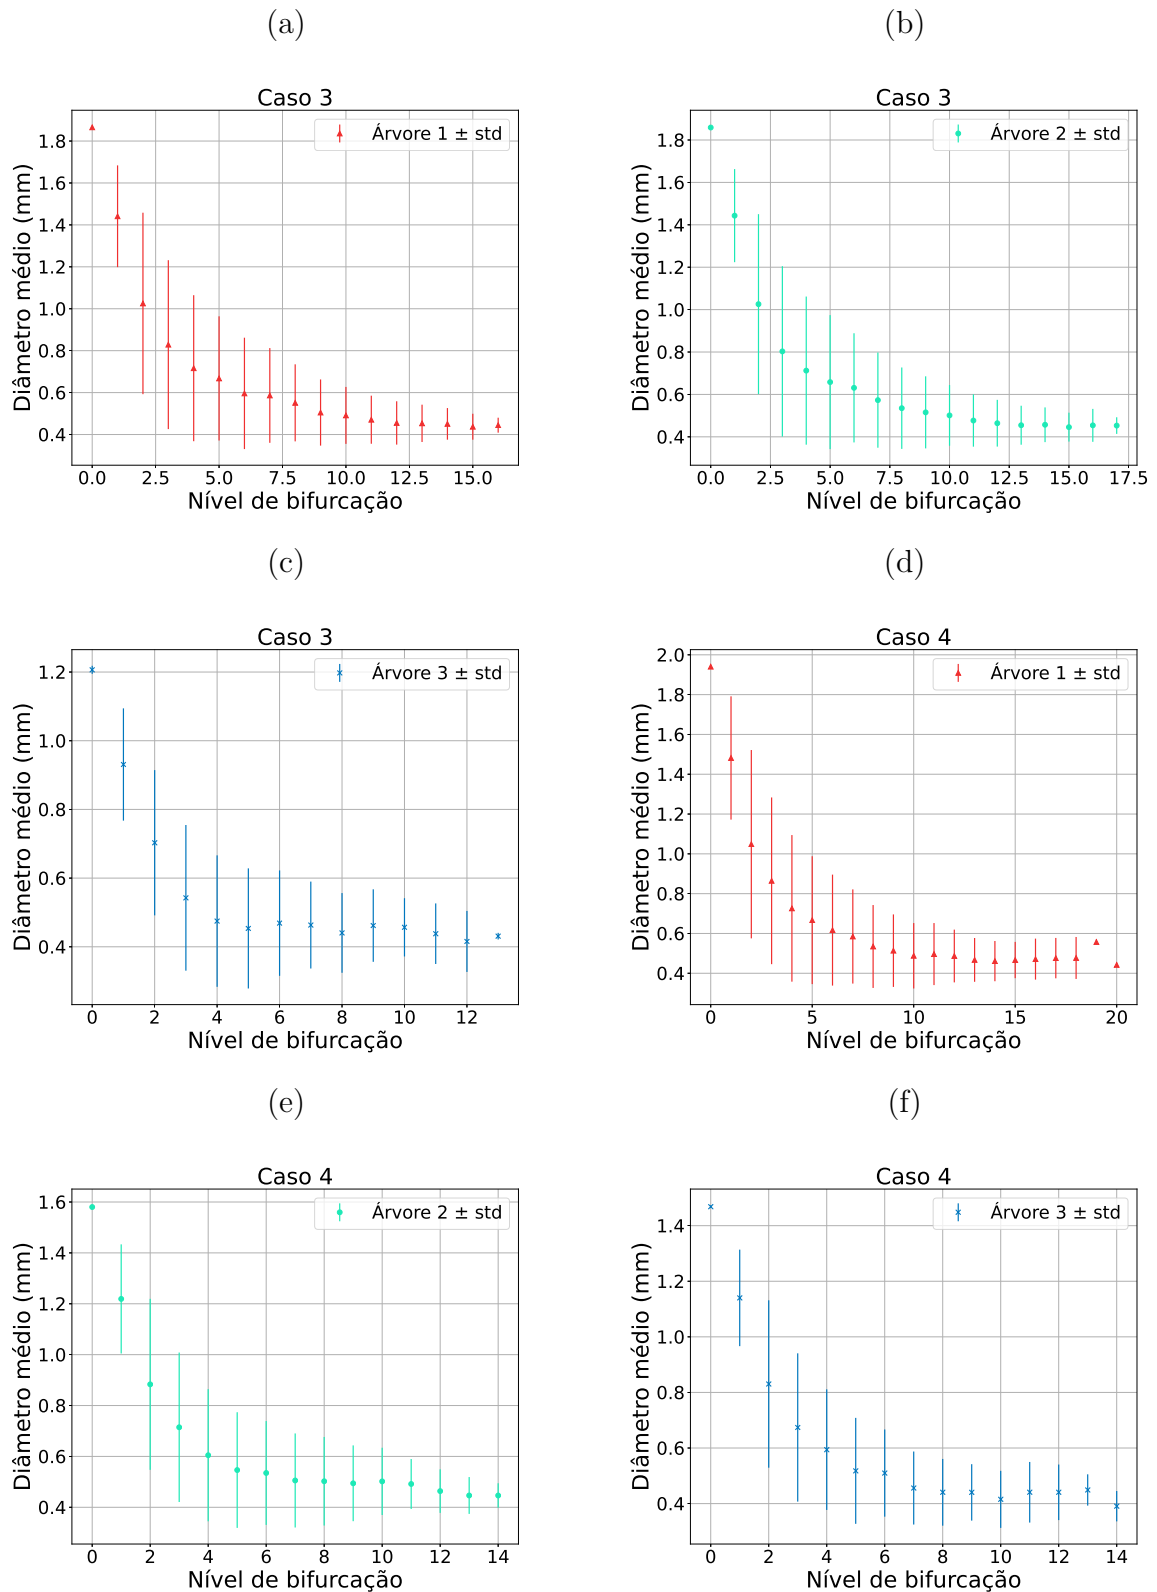 (a)
(b)
Caso 3
Árvore 1 ± std
Diâmetro médio (mm)
1.8
1.6
1.4
1.2
1.0
0.8
0.6
0.4
0.0 2.5 5.0 7.5 10.0 12.5 15.0
Nível de bifurcação
Caso 3
Árvore 2 ± std
Diâmetro médio (mm)
1.8
1.6
1.4
1.2
1.0
0.8
0.6
0.4
0.0 2.5 5.0 7.5 10.0 12.5 15.0 17.5
Nível de bifurcação
(c)
(d)
Caso 3
Árvore 3 ± std
Diâmetro médio (mm)
1.2
1.0
0.8
0.6
0.4
0 2 4 6 8 10 12
Nível de bifurcação
Caso 4
Árvore 1 ± std
Diâmetro médio (mm)
2.0
1.8
1.6
1.4
1.2
1.0
0.8
0.6
0.4
0 5 10 15 20
Nível de bifurcação
(e)
(f)
Caso 4
Árvore 2 ± std
Diâmetro médio (mm)
1.6
1.4
1.2
1.0
0.8
0.6
0.4
0 2 4 6 8 10 12 14
Nível de bifurcação
Caso 4
Árvore 3 ± std
Diâmetro médio (mm)
1.4
1.2
1.0
0.8
0.6
0.4
0 2 4 6 8 10 12 14
Nível de bifurcação